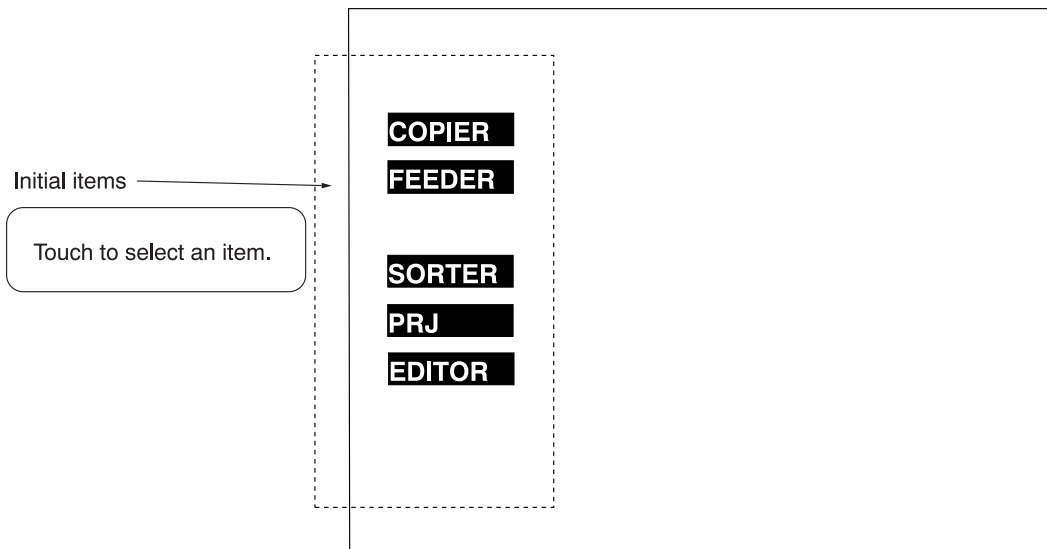 COPIER
FEEDER
Initial items
Touch to select an item.
SORTER
PRJ
EDITOR